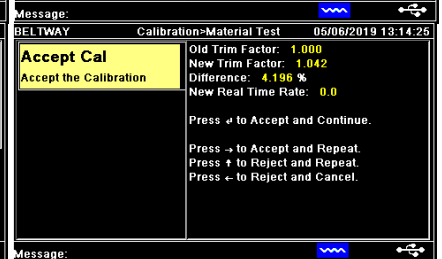 Message:
BELTWAY Calibration>Material Test 05/06/2019 13:14:25
Accept Cal
Accept the Calibration
Old Trim Factor: 1.000
New Trim Factor: 1.042
Difference: 4.196 %
New Real Time Rate: 0.0
Press ↵ to Accept and Continue.
Press → to Accept and Repeat.
Press ↑ to Reject and Repeat.
Press ← to Reject and Cancel.
Message: